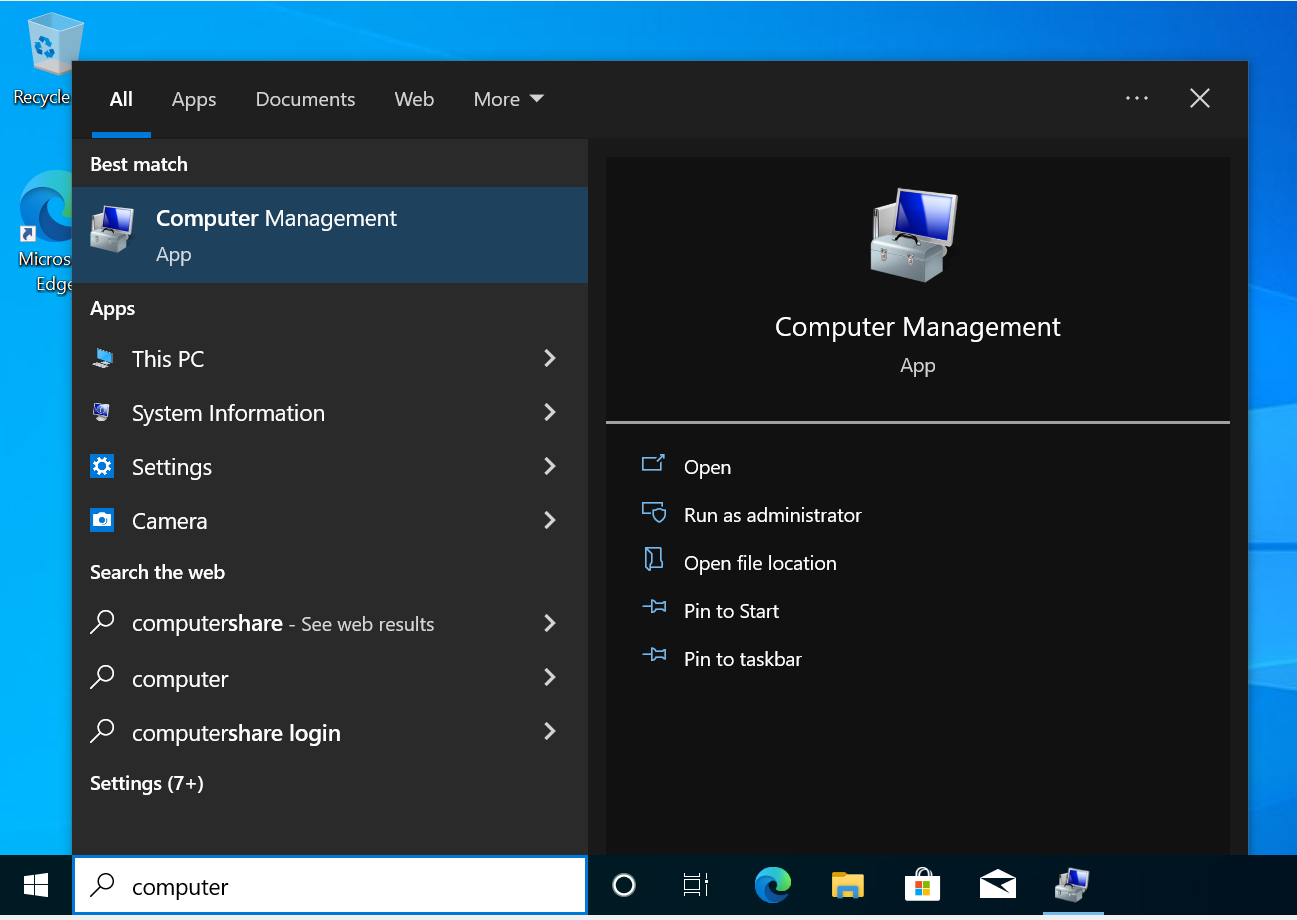 Recycle
Micros
Edge
All Apps Documents Web More
Best match
Computer Management
App
Apps
This PC
System Information
Settings
Camera
Search the web
computershare - See web results
computer
computershare login
Settings (7+)
Computer Management
App
Open
Run as administrator
Open file location
Pin to Start
Pin to taskbar
computer